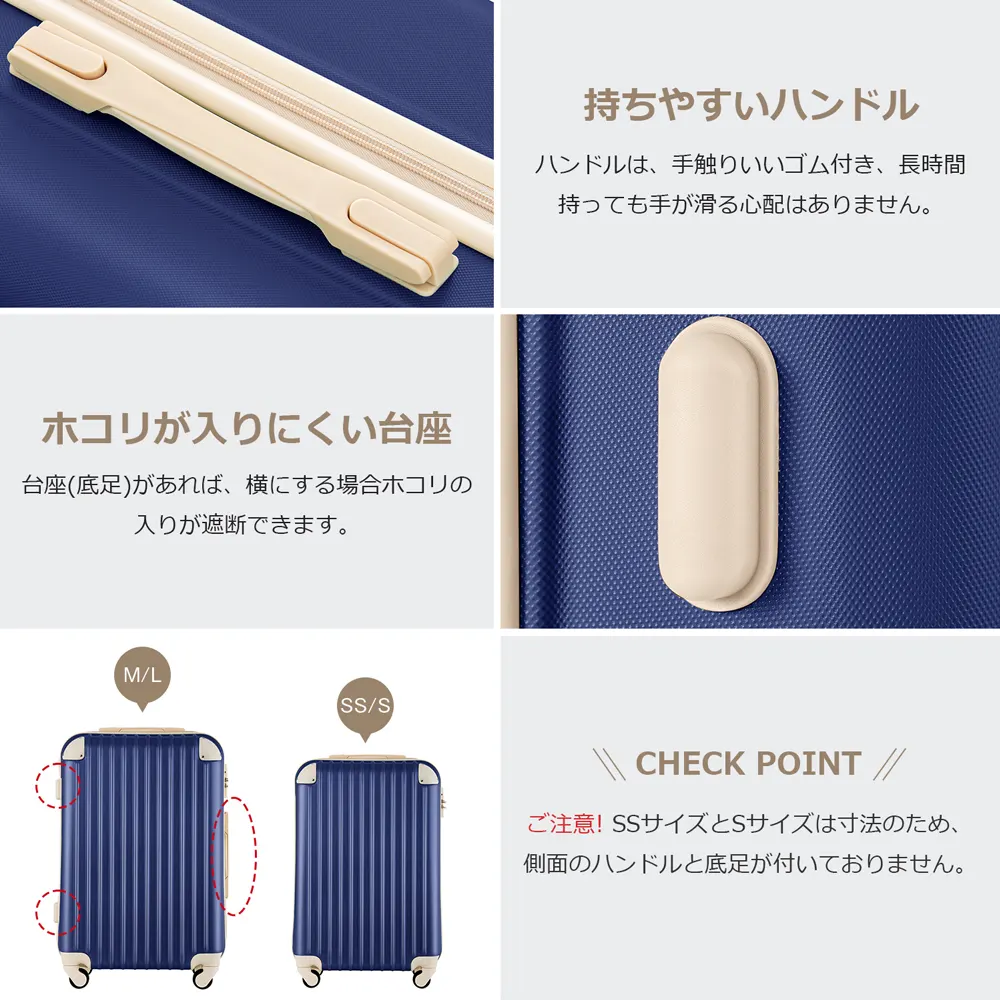 持ちやすいハンドル
ハンドルは、手触りいいゴム付き、長時間
持っても手が滑る心配はありません。
ホコリが入りにくい台座
台座(底足)があれば、横にする場合ホコリの
入りが遮断できます。
M/L
SS/S
CHECK POINT
ご注意! SSサイズとSサイズは寸法のため、
側面のハンドルと底足が付いておりません。